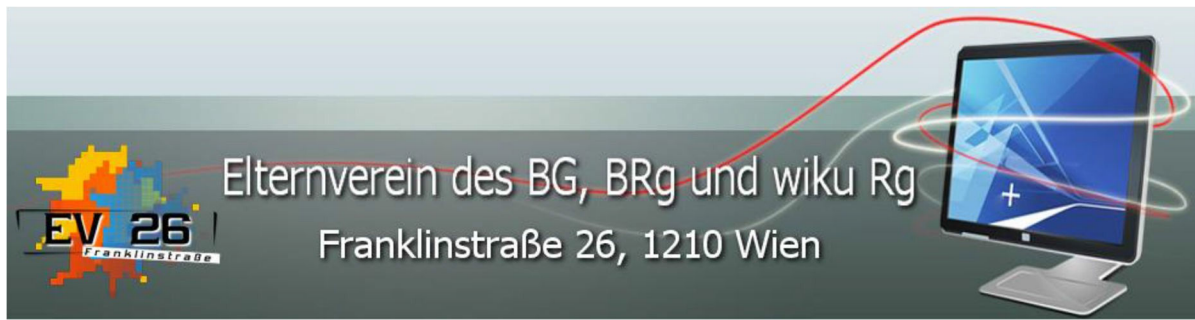 Elternverein des BG, BRg und wiku Rg
Franklinstraße 26, 1210 Wien
EV 26
Franklinstraße